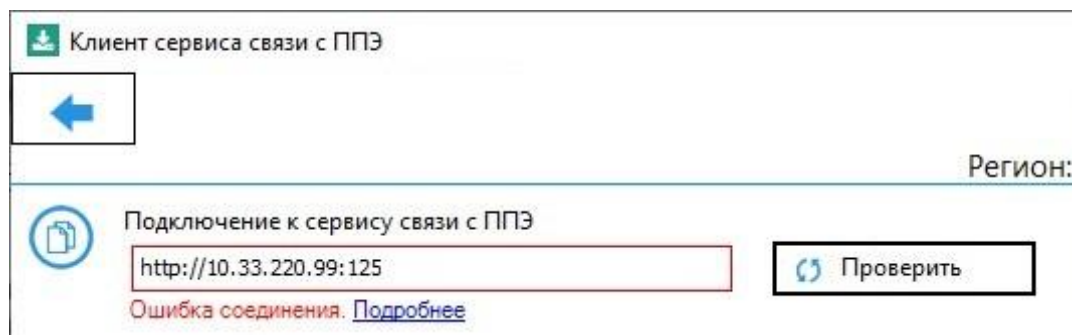 Клиент сервиса связи с ППЭ
Регион:
Подключение к сервису связи с ППЭ
http://10.33.220.99:125
Проверить
Ошибка соединения. Подробнее